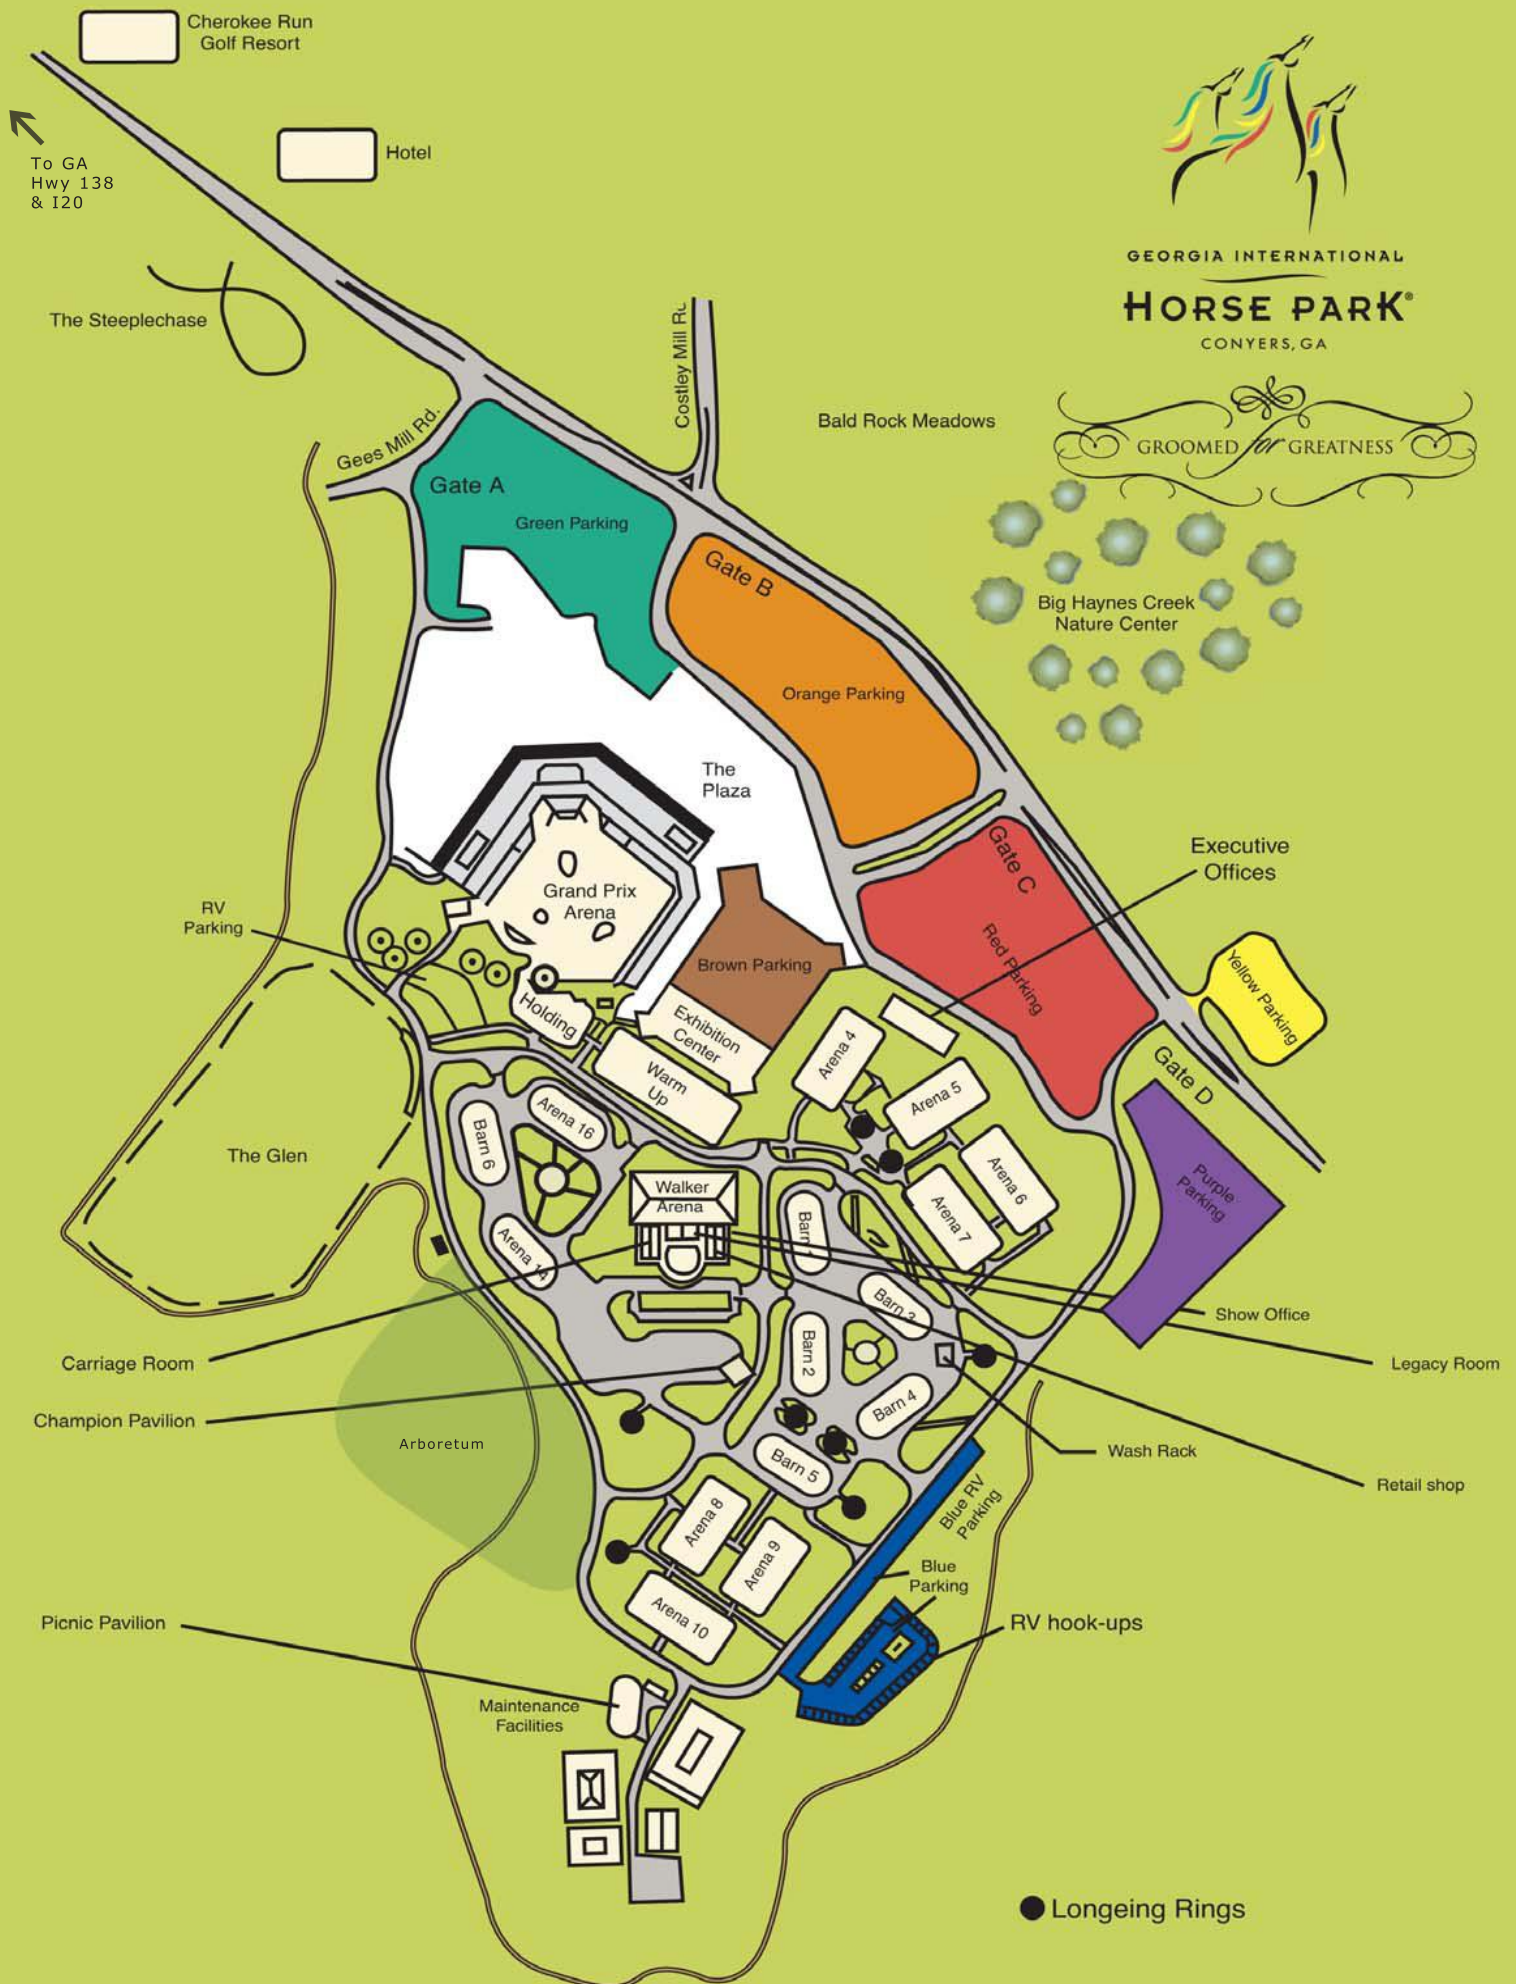 Cherokee Run
Golf Resort
Hotel
To GA
Hwy 138
& I20
GEORGIA INTERNATIONAL
HORSE PARK®
CONYERS, GA
The Steeplechase
Costley Mill
Gees Mill Rd.
Bald Rock Meadows
GROOMED for GREATNESS
Gate A
Green Parking
Gate B
Big Haynes Creek
Nature Center
Orange Parking
The
Plaza
Gate C
Executive
Offices
Grand Prix
Arena
RV
Parking
Red Parking
Brown Parking
Yellow Parking
Holding
Exhibition
Center
Arena 4
Warm
Up
Gate D
Arena 5
Arena 16
Barn 6
The Glen
Arena 6
Walker
Arena
Purple
Parking
Arena 7
Barn 1
Arena 14
Barn 3
Show Office
Barn 2
Carriage Room
Legacy Room
Champion Pavilion
Barn 4
Arboretum
Wash Rack
Barn 5
Retail shop
Blue RV
Parking
Arena 8
Arena 9
Blue
Parking
Arena 10
Picnic Pavilion
RV hook-ups
Maintenance
Facilities
Longeing Rings